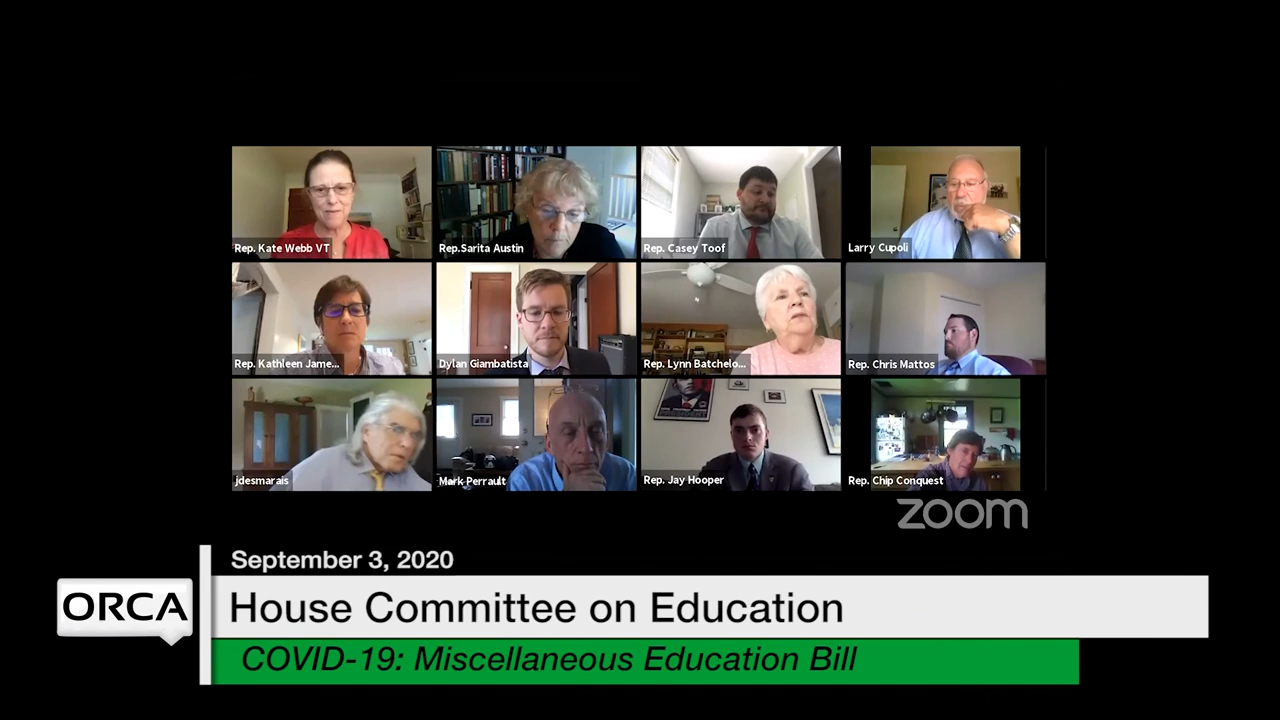 Rep. Kate Webb VT
Rep.Sarita Austin
Rep. Casey Toof
Larry Cupoli
Rep. Kathleen Jame...
Dylan Giambatista
Rep. Lynn Batchelo...
Rep. Chris Mattos
PRESIDENT
jdesmarais
Mark Perrault
Rep. Jay Hooper
Rep. Chip Conquest
zoom
September 3, 2020
ORCA
House Committee on Education
COVID-19: Miscellaneous Education Bill